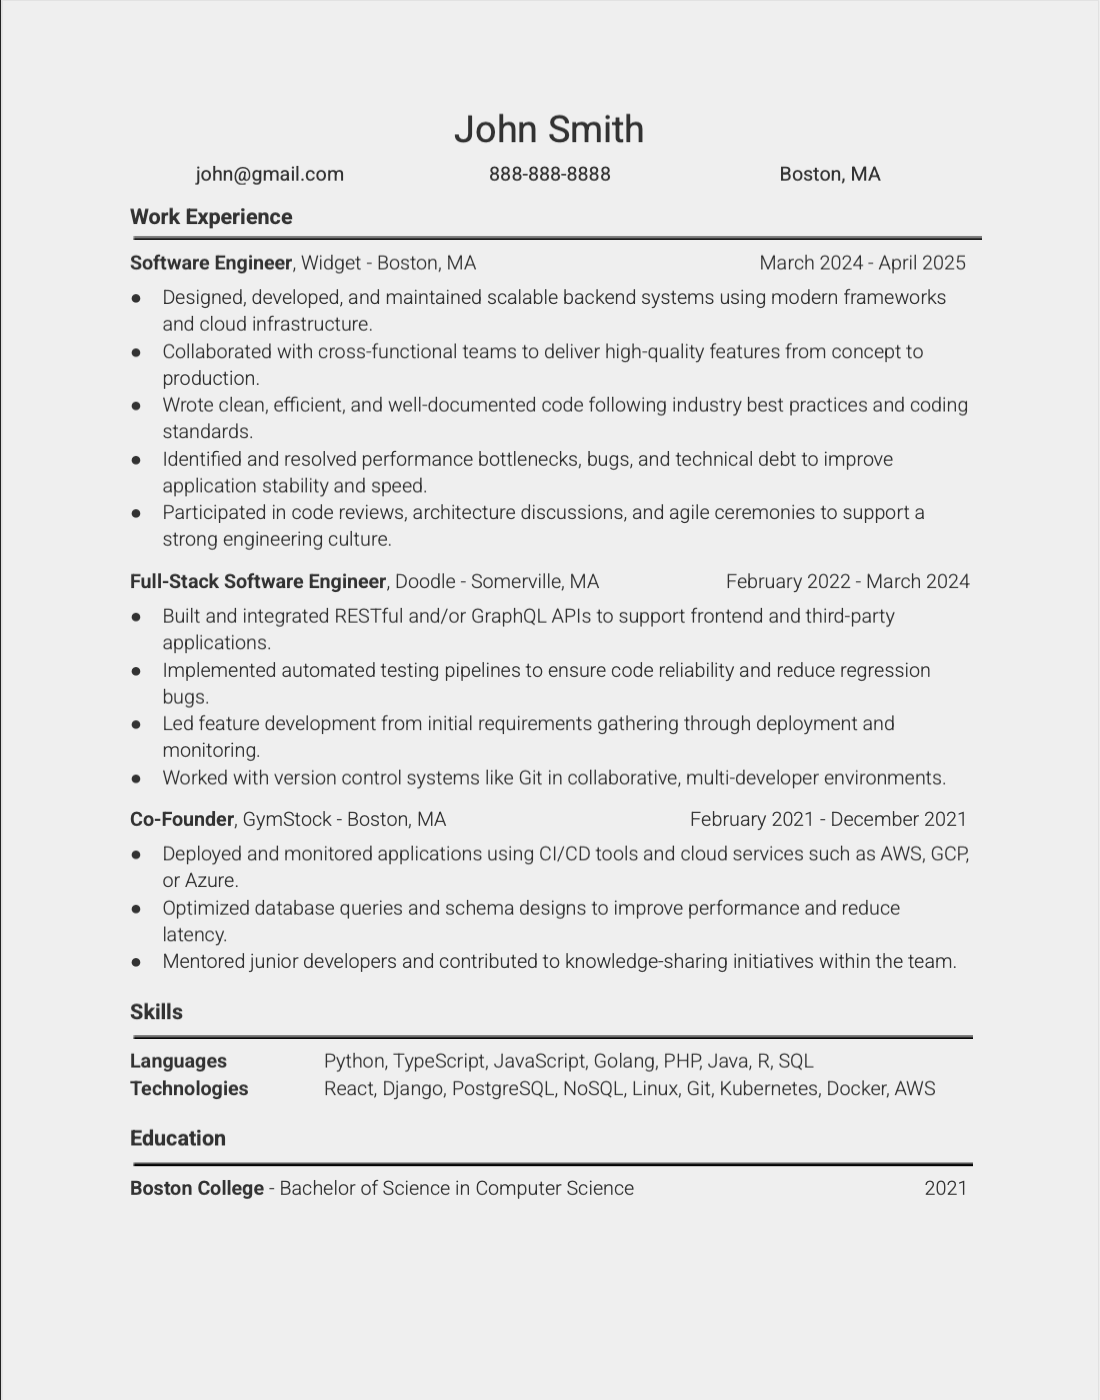 John Smith
john@gmail.com 888-888-8888 Boston, MA
Work Experience
Software Engineer, Widget - Boston, MA March 2024 - April 2025
● Designed, developed, and maintained scalable backend systems using modern frameworks
and cloud infrastructure.
● Collaborated with cross-functional teams to deliver high-quality features from concept to
production.
● Wrote clean, efficient, and well-documented code following industry best practices and coding
standards.
● Identified and resolved performance bottlenecks, bugs, and technical debt to improve
application stability and speed.
● Participated in code reviews, architecture discussions, and agile ceremonies to support a
strong engineering culture.
Full-Stack Software Engineer, Doodle - Somerville, MA February 2022 - March 2024
● Built and integrated RESTful and/or GraphQL APIs to support frontend and third-party
applications.
● Implemented automated testing pipelines to ensure code reliability and reduce regression
bugs.
● Led feature development from initial requirements gathering through deployment and
monitoring.
● Worked with version control systems like Git in collaborative, multi-developer environments.
Co-Founder, GymStock - Boston, MA February 2021 - December 2021
● Deployed and monitored applications using CI/CD tools and cloud services such as AWS, GCP,
or Azure.
● Optimized database queries and schema designs to improve performance and reduce
latency.
● Mentored junior developers and contributed to knowledge-sharing initiatives within the team.
Skills
Languages Python, TypeScript, JavaScript, Golang, PHP, Java, R, SQL
Technologies React, Django, PostgreSQL, NoSQL, Linux, Git, Kubernetes, Docker, AWS
Education
Boston College - Bachelor of Science in Computer Science 2021